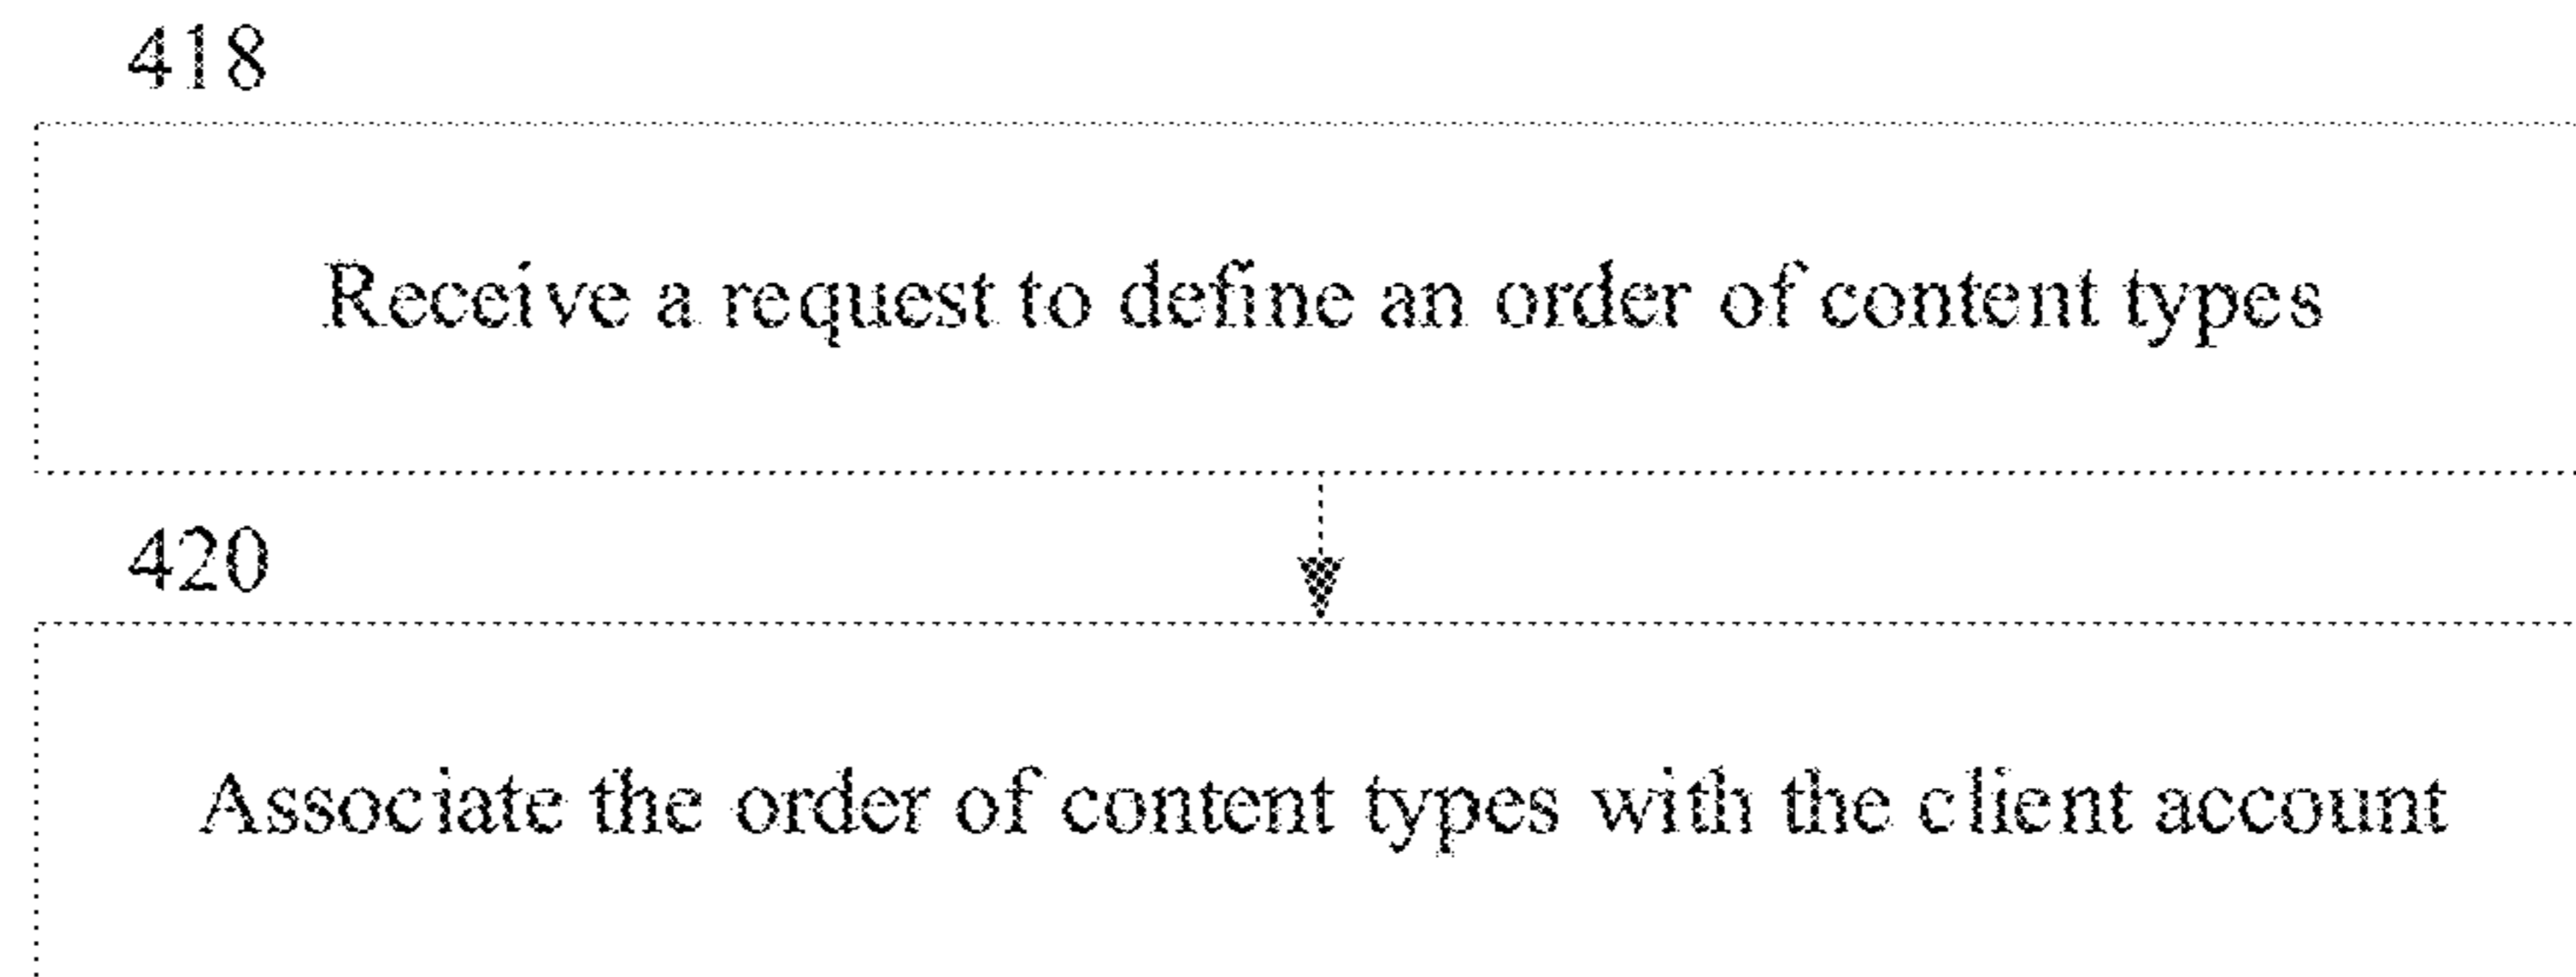 418
Receive a request to define an order of content types
420
Associate the order of content types with the client account